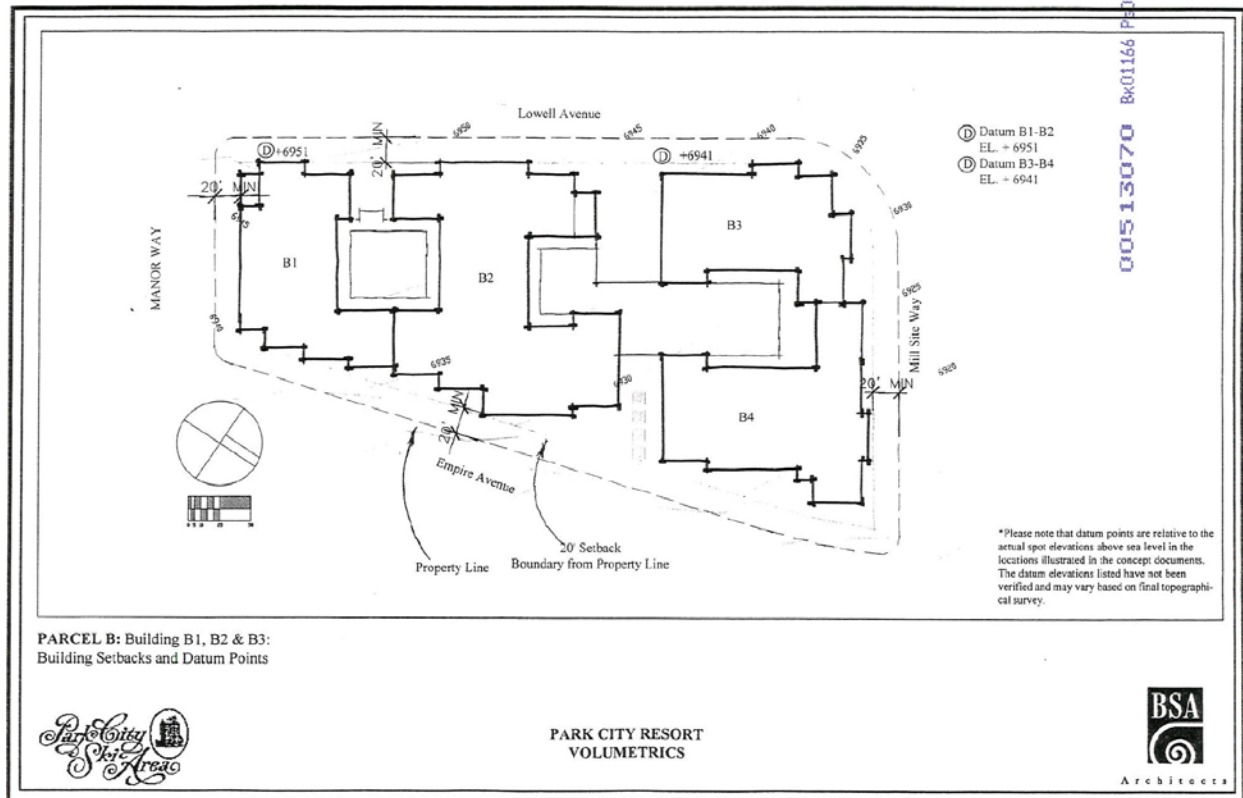 00513070 BK01166
Lowell Avenue
6950
6945
6940
6935
D +6951
D +6941
20' MIN
D Datum B1-B2
EL. + 6951
D Datum B3-B4
EL. + 6941
20' MIN
6945
6930
MANOR WAY
B1
B2
B3
6925
6940
6935
6930
Mill Site Way
6920
20' MIN
B4
20' MIN
Empire Avenue
Property Line
20' Setback
Boundary from Property Line
*Please note that datum points are relative to the
actual spot elevations above sea level in the
locations illustrated in the concept documents.
The datum elevations listed have not been
verified and may vary based on final topographi-
cal survey.
PARCEL B: Building B1, B2 & B3:
Building Setbacks and Datum Points
Park City
Ski Area
PARK CITY RESORT
VOLUMETRICS
BSA
Architects